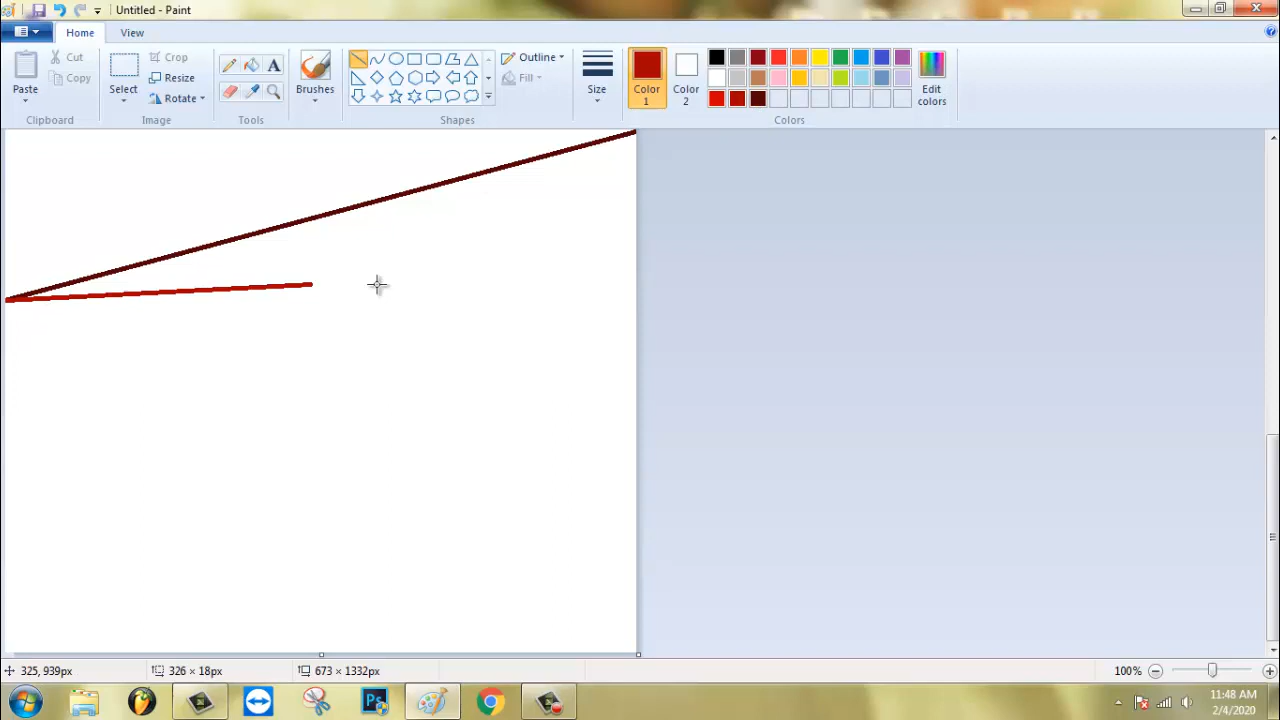 Untitled - Paint
Home
View
Paste
Cut
Copy
Clipboard
Select
Crop
Resize
Rotate
Image
A
Tools
Brushes
Outline
Fill
Shapes
Size
Color 1
Color 2
Edit colors
Colors
325, 939px
326 × 18px
673 × 1332px
100%
Ps
11:48 AM
2/4/2020